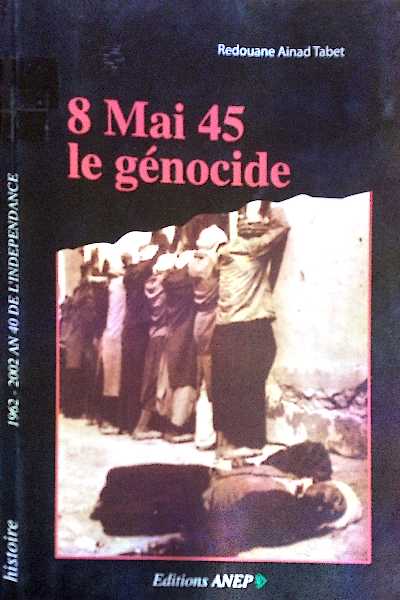 Redouane Ainad Tabet
8 Mai 45
le génocide
histoire
1962 - 2002 AN 40 DE L'INDEPENDANCE
Editions ANEP